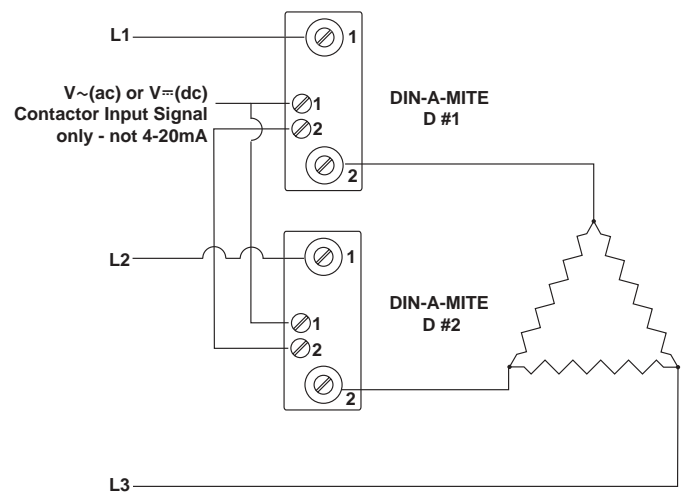 L1
1
V~(ac) or V⎓(dc)
Contactor Input Signal
only - not 4-20mA
1
2
DIN-A-MITE
D #1
2
L2
1
DIN-A-MITE
D #2
1
2
2
L3